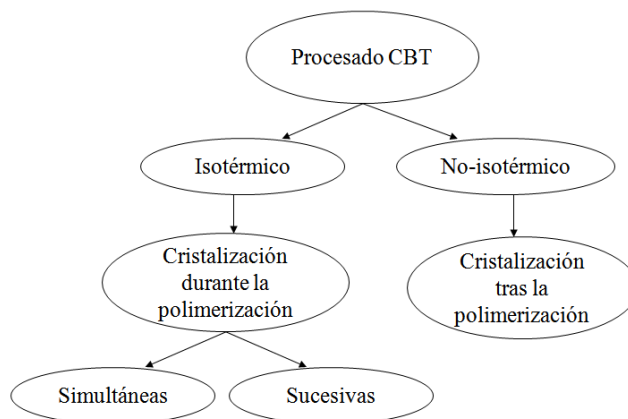 Procesado CBT
Isotérmico
No-isotérmico
Cristalización
durante la
polimerización
Cristalización
tras la
polimerización
Simultáneas
Sucesivas